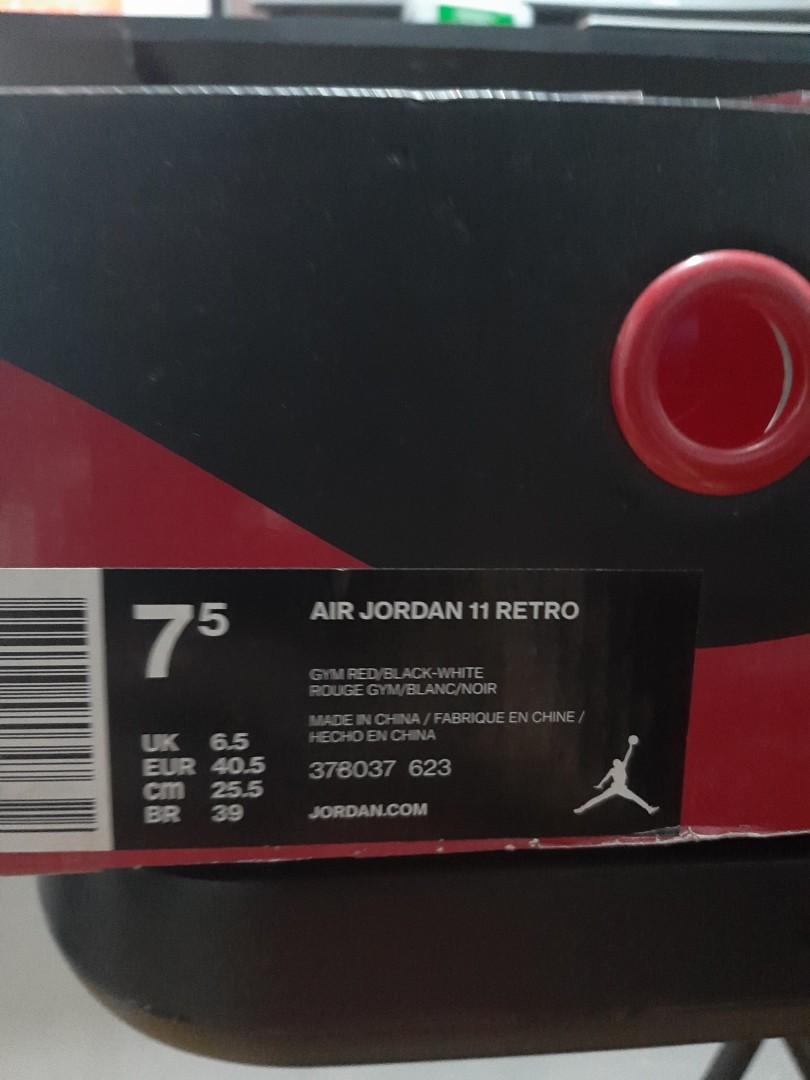 7⁵
AIR JORDAN 11 RETRO
GYM RED/BLACK-WHITE
ROUGE GYM/BLANC/NOIR
MADE IN CHINA / FABRIQUE EN CHINE /
HECHO EN CHINA
UK 6.5
EUR 40.5
cm 25.5
BR 39
378037 623
JORDAN.COM